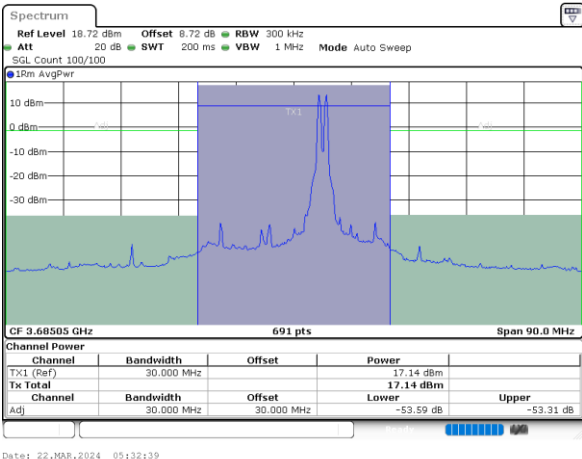 Spectrum
Ref Level 18.72 dBm Offset 8.72 dB RBW 300 kHz
Att 20 dB SWT 200 ms VBW 1 MHz Mode Auto Sweep
SGL Count 100/100
1Rm AvgPwr
10 dBm
TX1
0 dBm
Adj Adj
-10 dBm
-20 dBm
-30 dBm
CF 3.68505 GHz 691 pts Span 90.0 MHz
Channel Power
Channel Bandwidth Offset Power
TX1 (Ref) 30.000 MHz 17.14 dBm
Tx Total 17.14 dBm
Channel Bandwidth Offset Lower Upper
Adj 30.000 MHz 30.000 MHz -53.59 dB -53.31 dB
Ready
Date: 22.MAR.2024 05:32:39